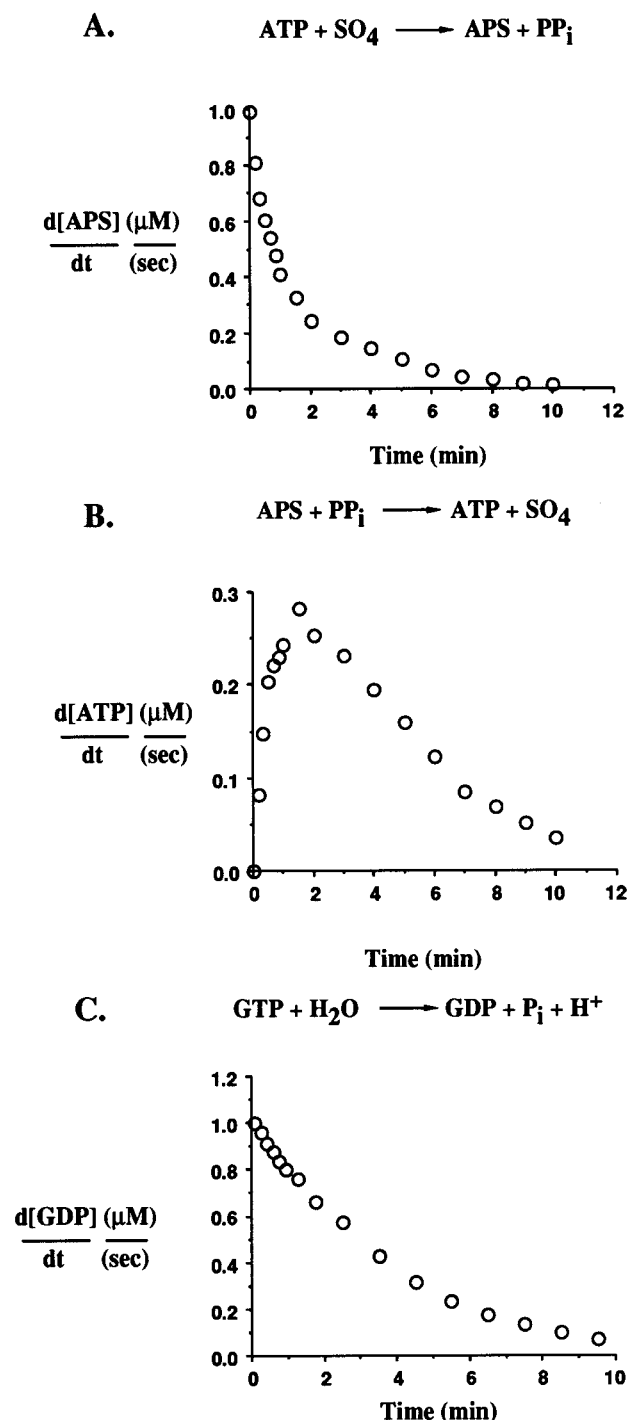 A. ATP + SO₄ ⟶ APS + PPᵢ
1.0
0.8
0.6
0.4
0.2
0.0
d[APS] (μM)
dt (sec)
0 2 4 6 8 10 12
Time (min)
B. APS + PPᵢ ⟶ ATP + SO₄
0.3
0.2
0.1
0.0
d[ATP] (μM)
dt (sec)
0 2 4 6 8 10 12
Time (min)
C. GTP + H₂O ⟶ GDP + Pᵢ + H⁺
1.2
1.0
0.8
0.6
0.4
0.2
0.0
d[GDP] (μM)
dt (sec)
0 2 4 6 8 10
Time (min)